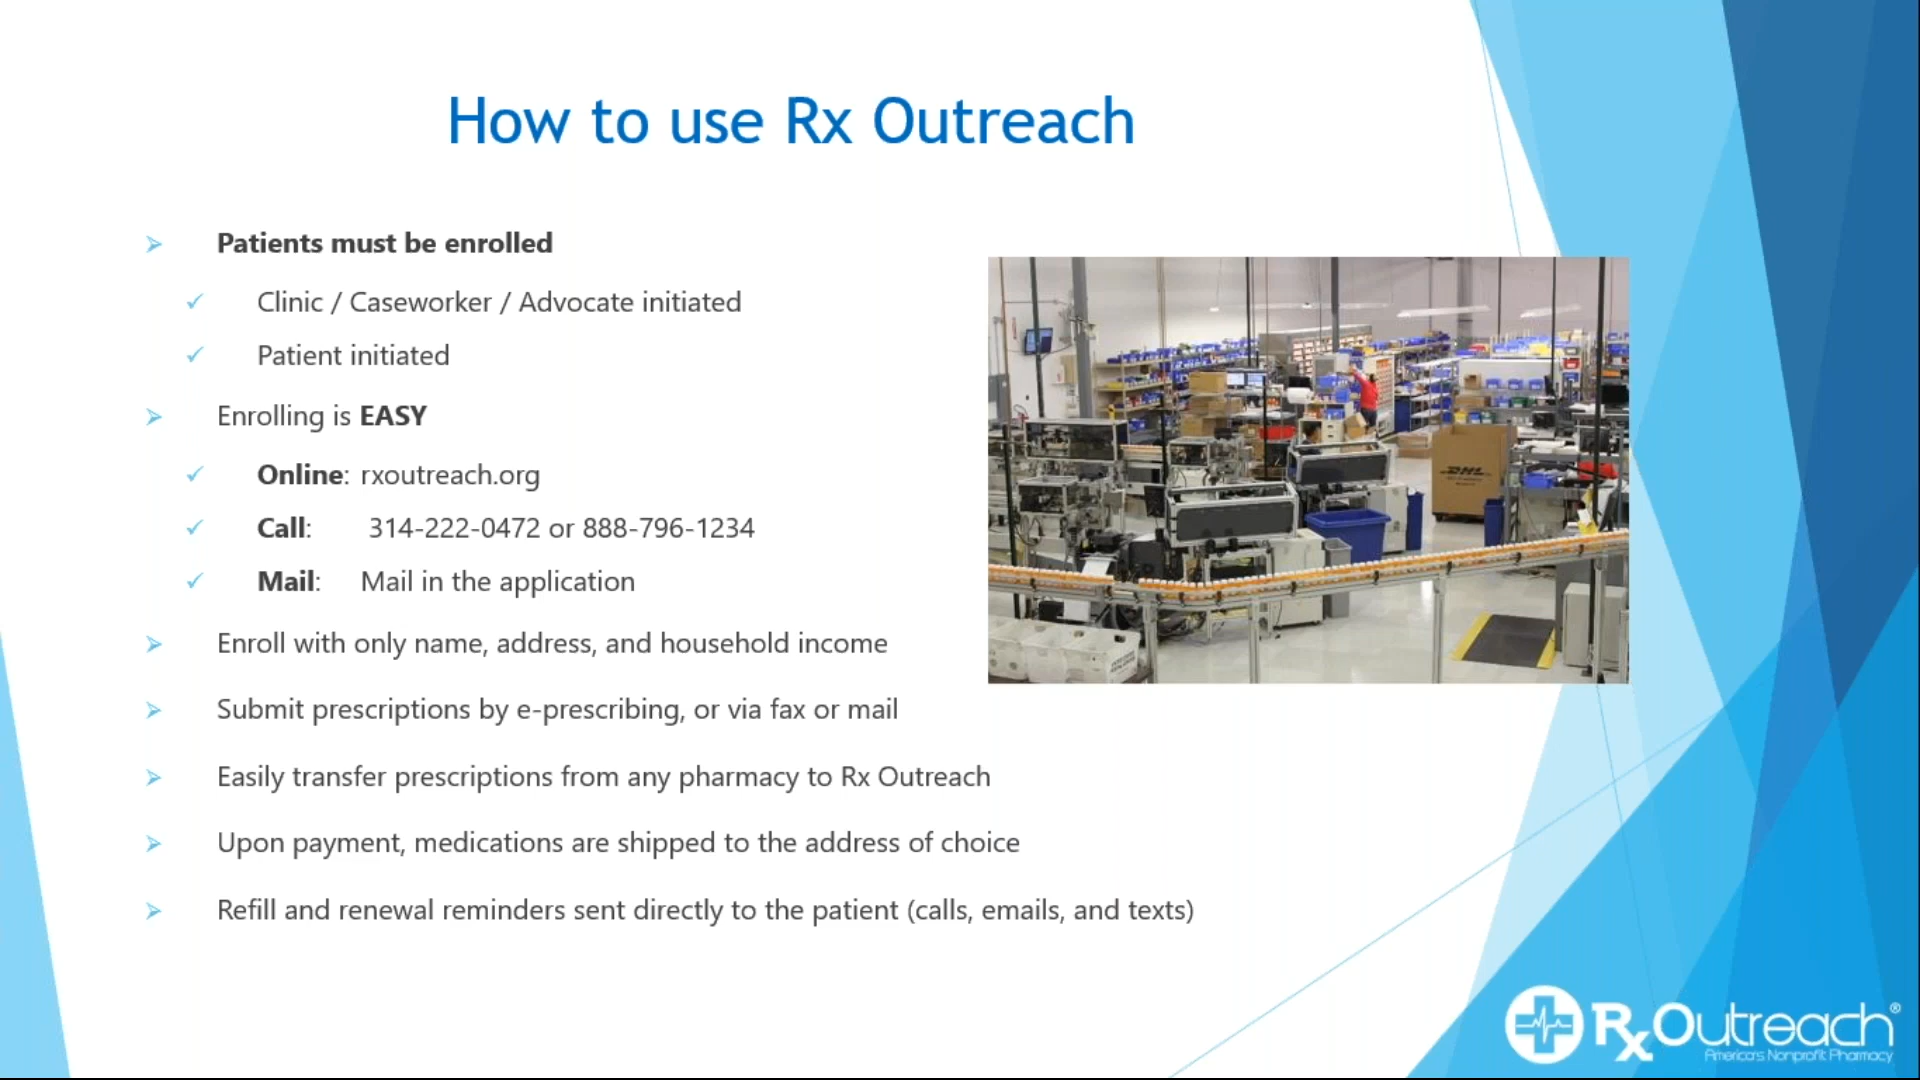 How to use Rx Outreach
Patients must be enrolled
Clinic / Caseworker / Advocate initiated
Patient initiated
Enrolling is EASY
Online: rxoutreach.org
Call: 314-222-0472 or 888-796-1234
Mail: Mail in the application
Enroll with only name, address, and household income
Submit prescriptions by e-prescribing, or via fax or mail
Easily transfer prescriptions from any pharmacy to Rx Outreach
Upon payment, medications are shipped to the address of choice
Refill and renewal reminders sent directly to the patient (calls, emails, and texts)
DHL
RxOutreach®
America's Nonprofit Pharmacy